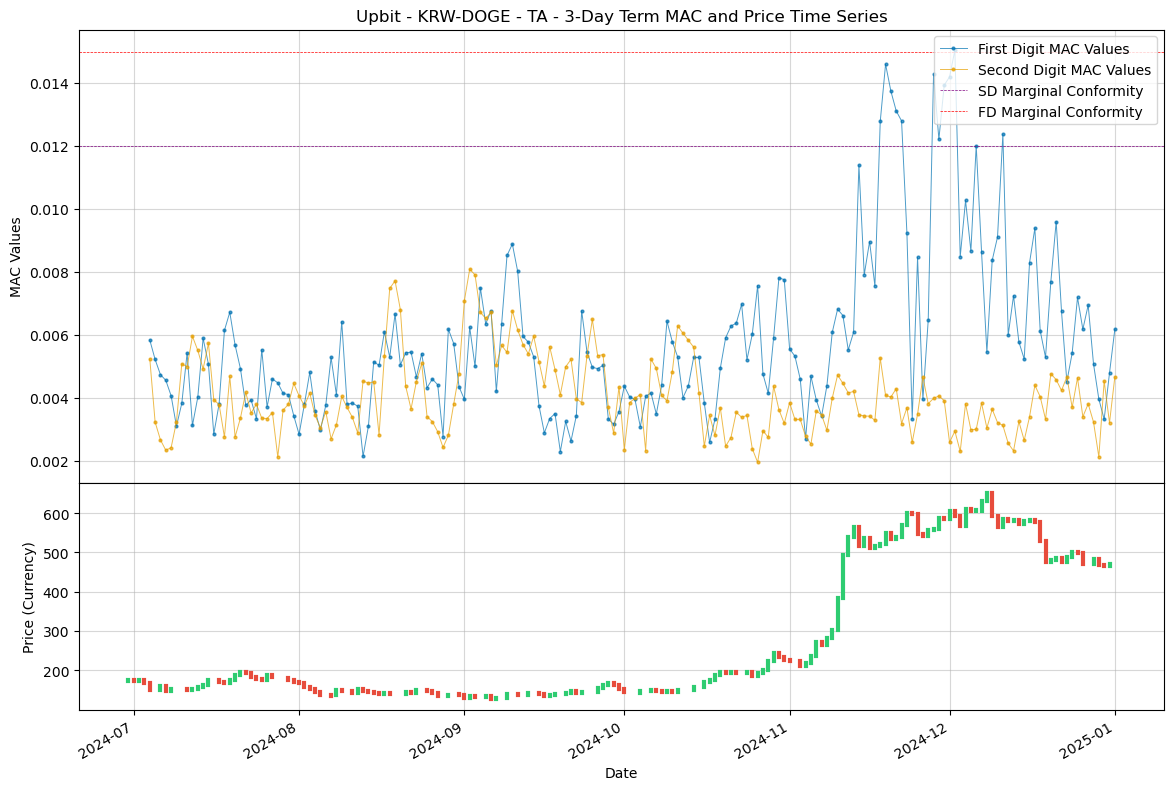 Upbit - KRW-DOGE - TA - 3-Day Term MAC and Price Time Series
First Digit MAC Values
Second Digit MAC Values
SD Marginal Conformity
FD Marginal Conformity
MAC Values
0.014
0.012
0.010
0.008
0.006
0.004
0.002
Price (Currency)
600
500
400
300
200
2024-07
2024-08
2024-09
2024-10
2024-11
2024-12
2025-01
Date